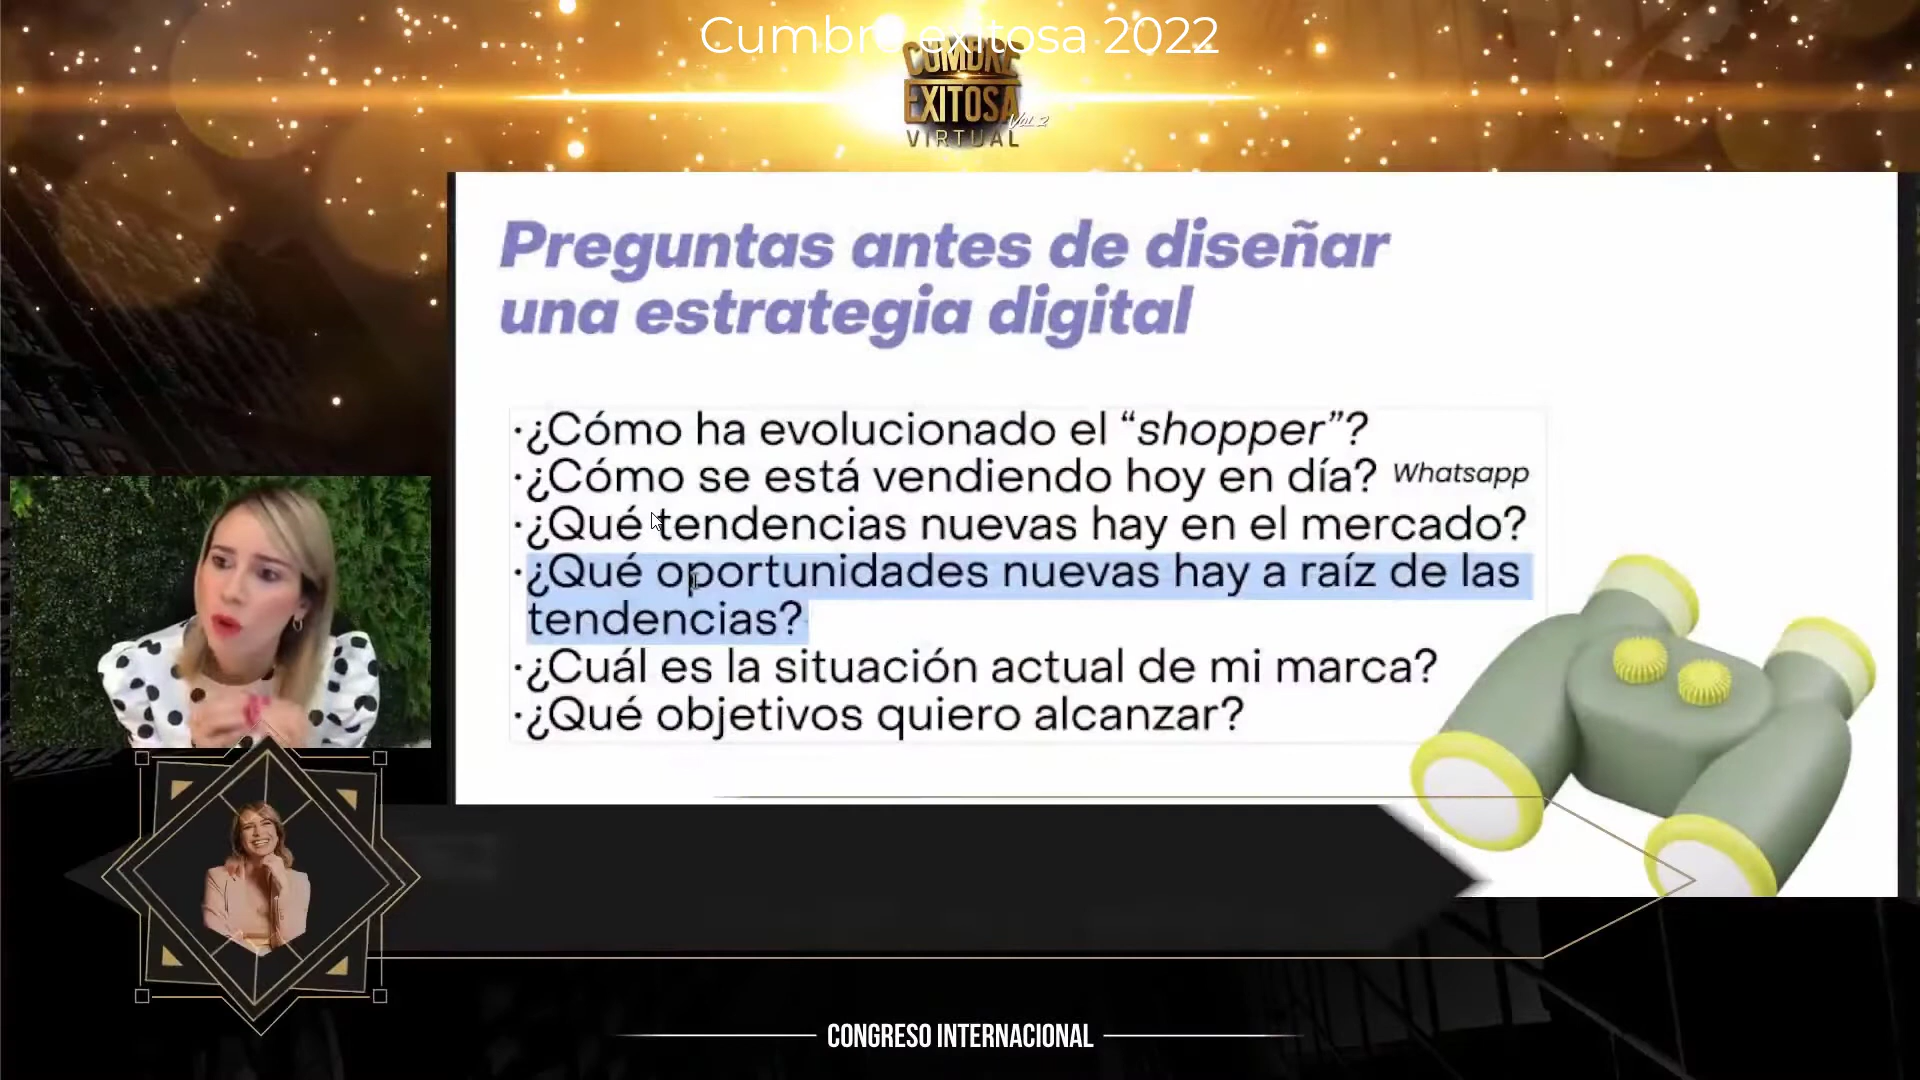 Cumbre exitosa 2022
CUMBRE
EXITOSA
Vol 2
VIRTUAL
Preguntas antes de diseñar
una estrategia digital
·¿Cómo ha evolucionado el “shopper”?
·¿Cómo se está vendiendo hoy en día? Whatsapp
·¿Qué tendencias nuevas hay en el mercado?
·¿Qué oportunidades nuevas hay a raíz de las
tendencias?
·¿Cuál es la situación actual de mi marca?
·¿Qué objetivos quiero alcanzar?
CONGRESO INTERNACIONAL